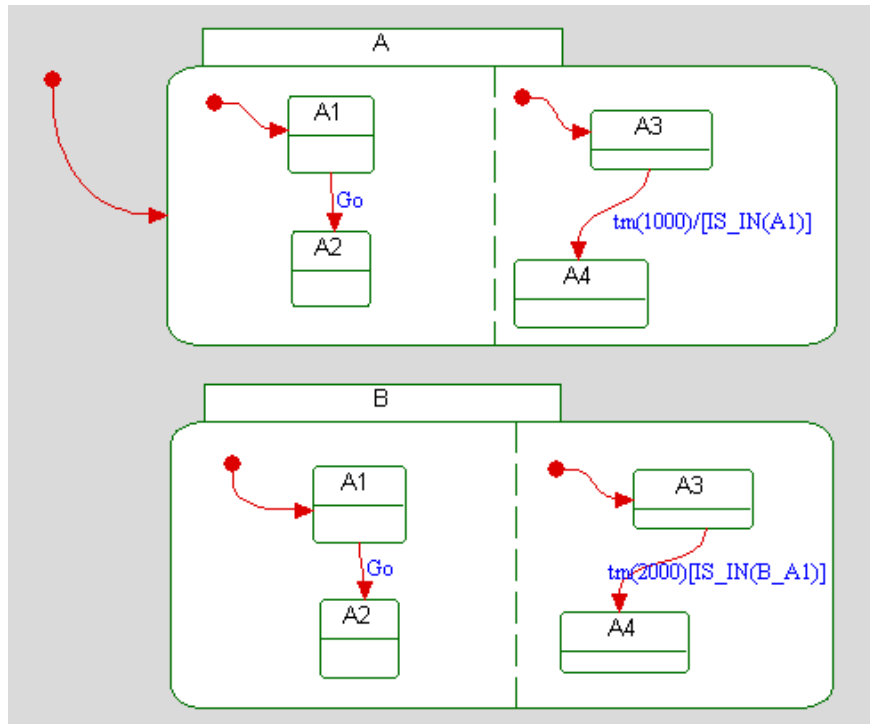 A
A1
A3
Go
tm(1000)/[IS_IN(A1)]
A2
A4
B
A1
A3
Go
tm(2000)[IS_IN(B_A1)]
A2
A4